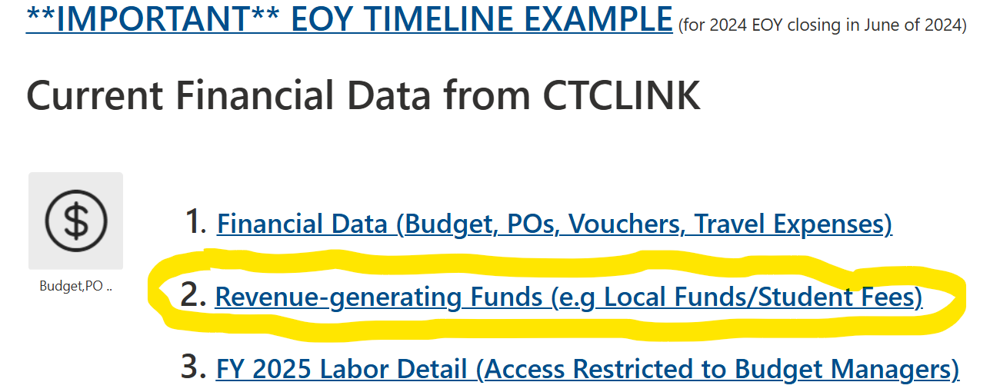 **IMPORTANT** EOY TIMELINE EXAMPLE (for 2024 EOY closing in June of 2024)
Current Financial Data from CTCLINK
$
Budget,PO ..
1. Financial Data (Budget, POs, Vouchers, Travel Expenses)
2. Revenue-generating Funds (e.g Local Funds/Student Fees)
3. FY 2025 Labor Detail (Access Restricted to Budget Managers)